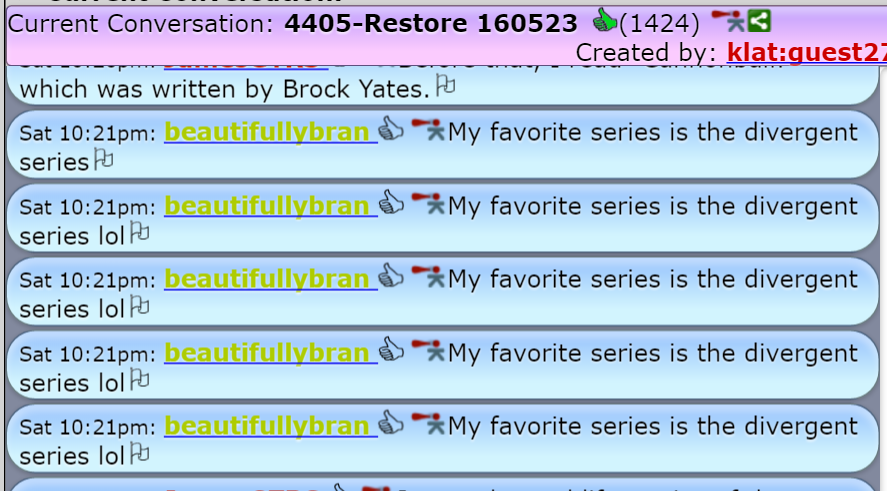 Current Conversation: 4405-Restore 160523 (1424)
Created by: klat:guest27
which was written by Brock Yates.
Sat 10:21pm: beautifullybran My favorite series is the divergent
series
Sat 10:21pm: beautifullybran My favorite series is the divergent
series lol
Sat 10:21pm: beautifullybran My favorite series is the divergent
series lol
Sat 10:21pm: beautifullybran My favorite series is the divergent
series lol
Sat 10:21pm: beautifullybran My favorite series is the divergent
series lol